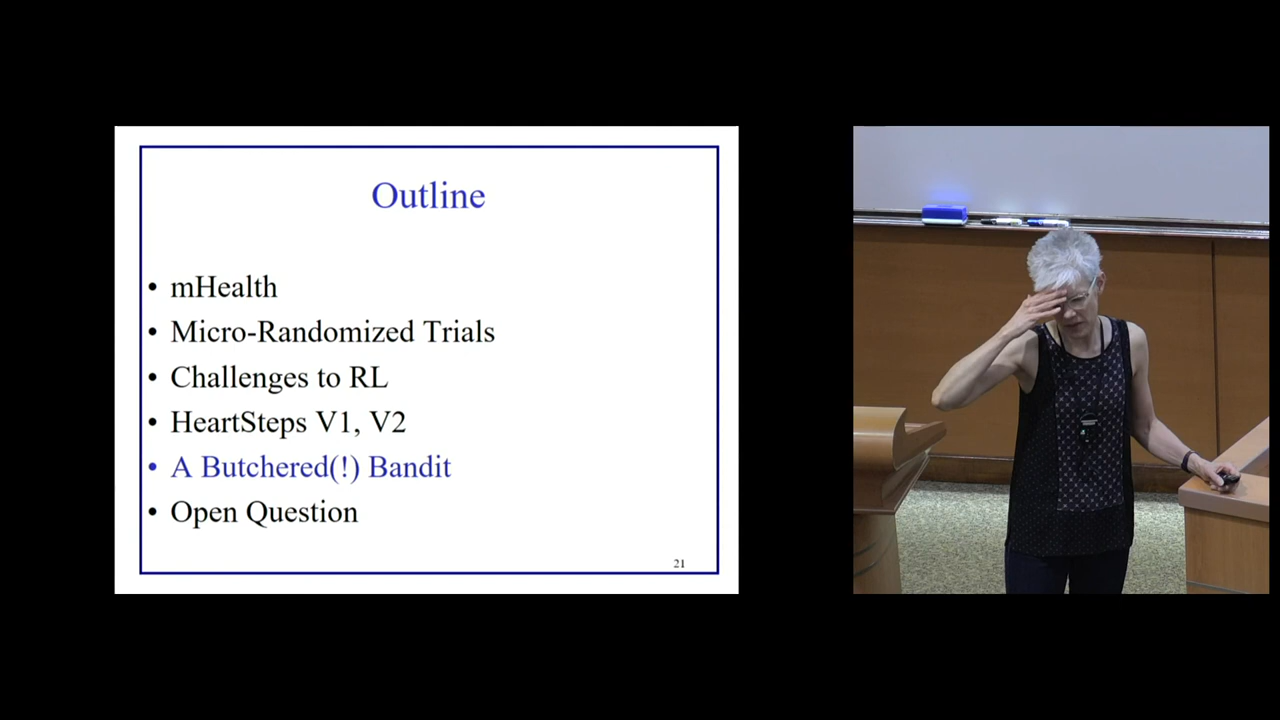 Outline
• mHealth
• Micro-Randomized Trials
• Challenges to RL
• HeartSteps V1, V2
• A Butchered(!) Bandit
• Open Question
21